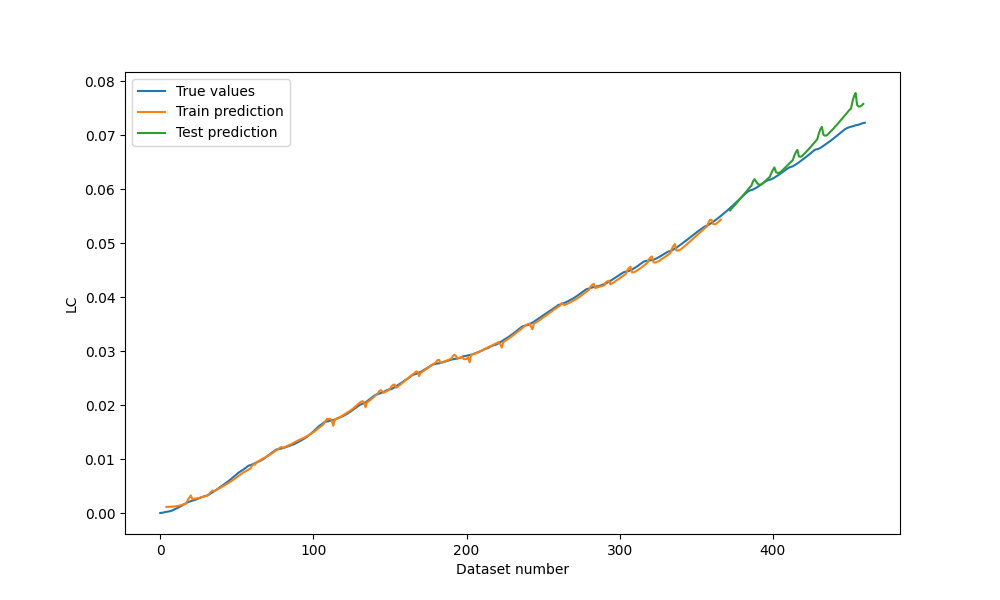 True values
Train prediction
Test prediction
0.08
0.07
0.06
0.05
0.04
0.03
0.02
0.01
0.00
LC
0 100 200 300 400
Dataset number